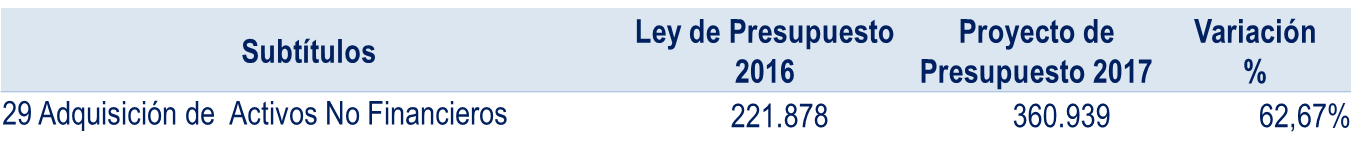 Subtítulos
Ley de Presupuesto
2016
Proyecto de
Presupuesto 2017
Variación
%
29 Adquisición de Activos No Financieros 221.878 360.939 62,67%